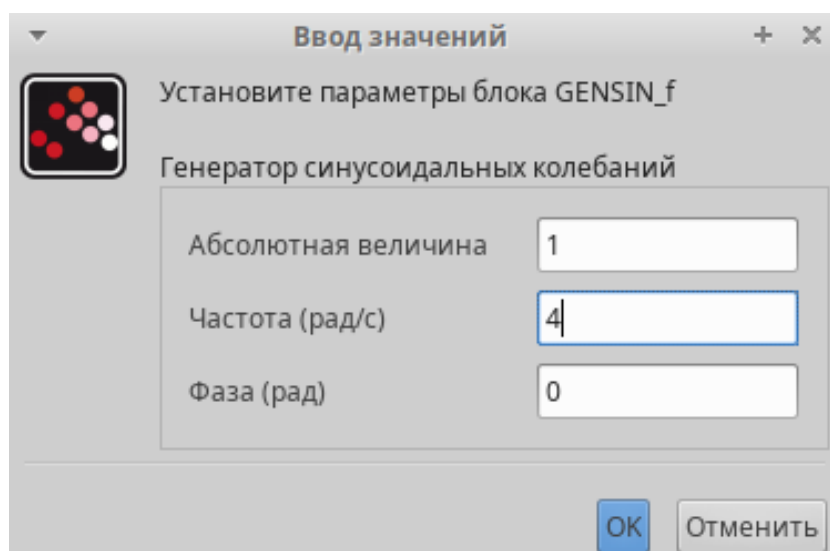 Ввод значений
Установите параметры блока GENSIN_f
Генератор синусоидальных колебаний
Абсолютная величина 1
Частота (рад/с) 4
Фаза (рад) 0
OK Отменить